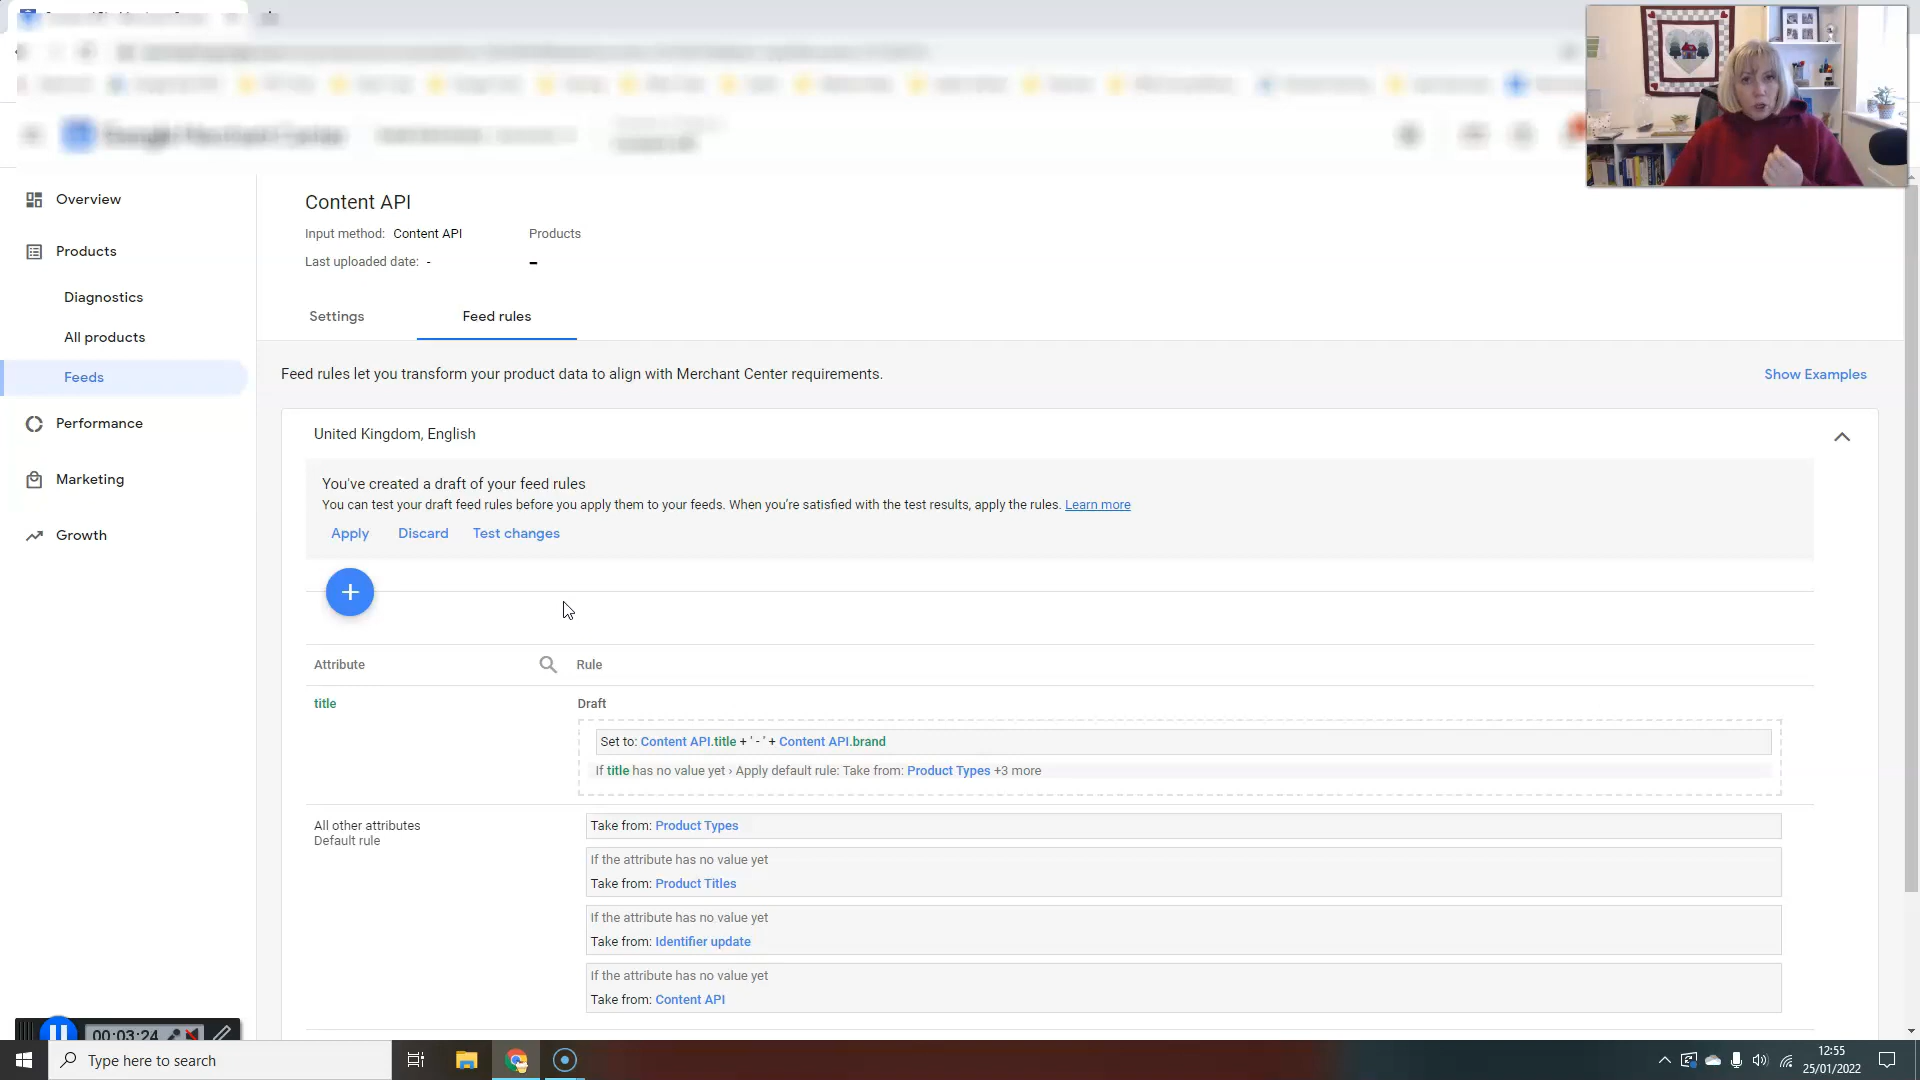 Overview
Products
Diagnostics
All products
Feeds
Performance
Marketing
Growth
Content API
Input method: Content API
Products
Last uploaded date: -
-
Settings
Feed rules
Feed rules let you transform your product data to align with Merchant Center requirements.
Show Examples
United Kingdom, English
You've created a draft of your feed rules
You can test your draft feed rules before you apply them to your feeds. When you're satisfied with the test results, apply the rules. Learn more
Apply
Discard
Test changes
+
Attribute
Rule
title
Draft
Set to: Content API.title + ' - ' + Content API.brand
If title has no value yet › Apply default rule: Take from: Product Types +3 more
All other attributes
Default rule
Take from: Product Types
If the attribute has no value yet
Take from: Product Titles
If the attribute has no value yet
Take from: Identifier update
If the attribute has no value yet
Take from: Content API
00:03:24
Type here to search
12:55
25/01/2022